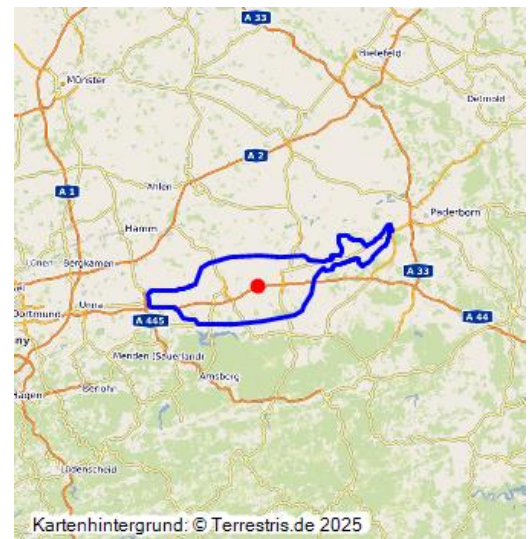 A 33
Bielefeld
Münster
Detmold
A 2
A 1
Ahlen
Paderborn
Hamm
Lünen
Bergkamen
A 33
Unna
Dortmund
A 445
A 44
Menden (Sauerland)
Arnsberg
Iserlohn
Hagen
Lüdenscheid
Kartenhintergrund: © Terrestris.de 2025